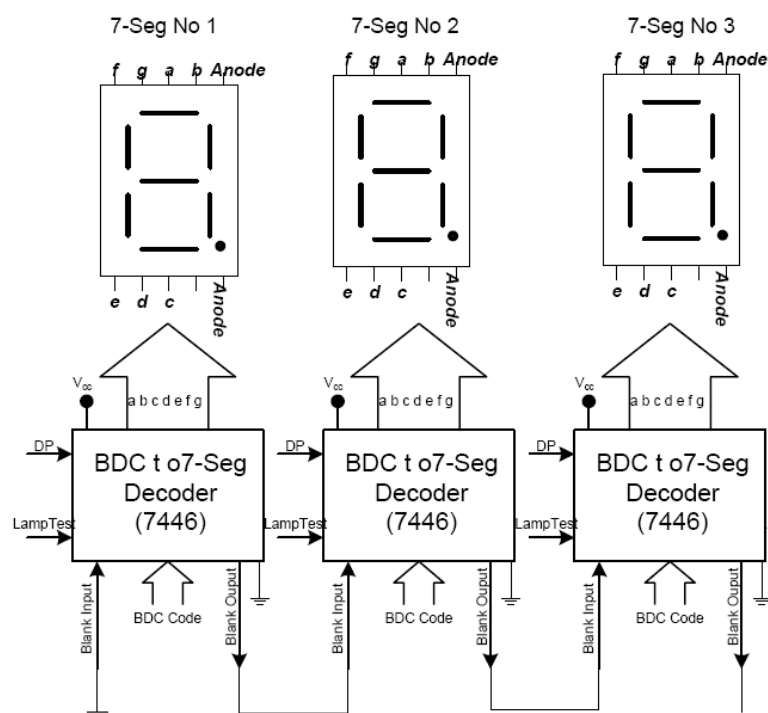 7-Seg No 1 7-Seg No 2 7-Seg No 3
f g a b Anode f g a b Anode f g a b Anode
e d c Anode e d c Anode e d c Anode
Vcc Vcc Vcc
a b c d e f g a b c d e f g a b c d e f g
DP BDC t o7-Seg DP BDC t o7-Seg DP BDC t o7-Seg
Decoder Decoder Decoder
LampTest (7446) LampTest (7446) LampTest (7446)
Blank Input BDC Code Blank Ouput Blank Input BDC Code Blank Output Blank Input BDC Code Blank Output